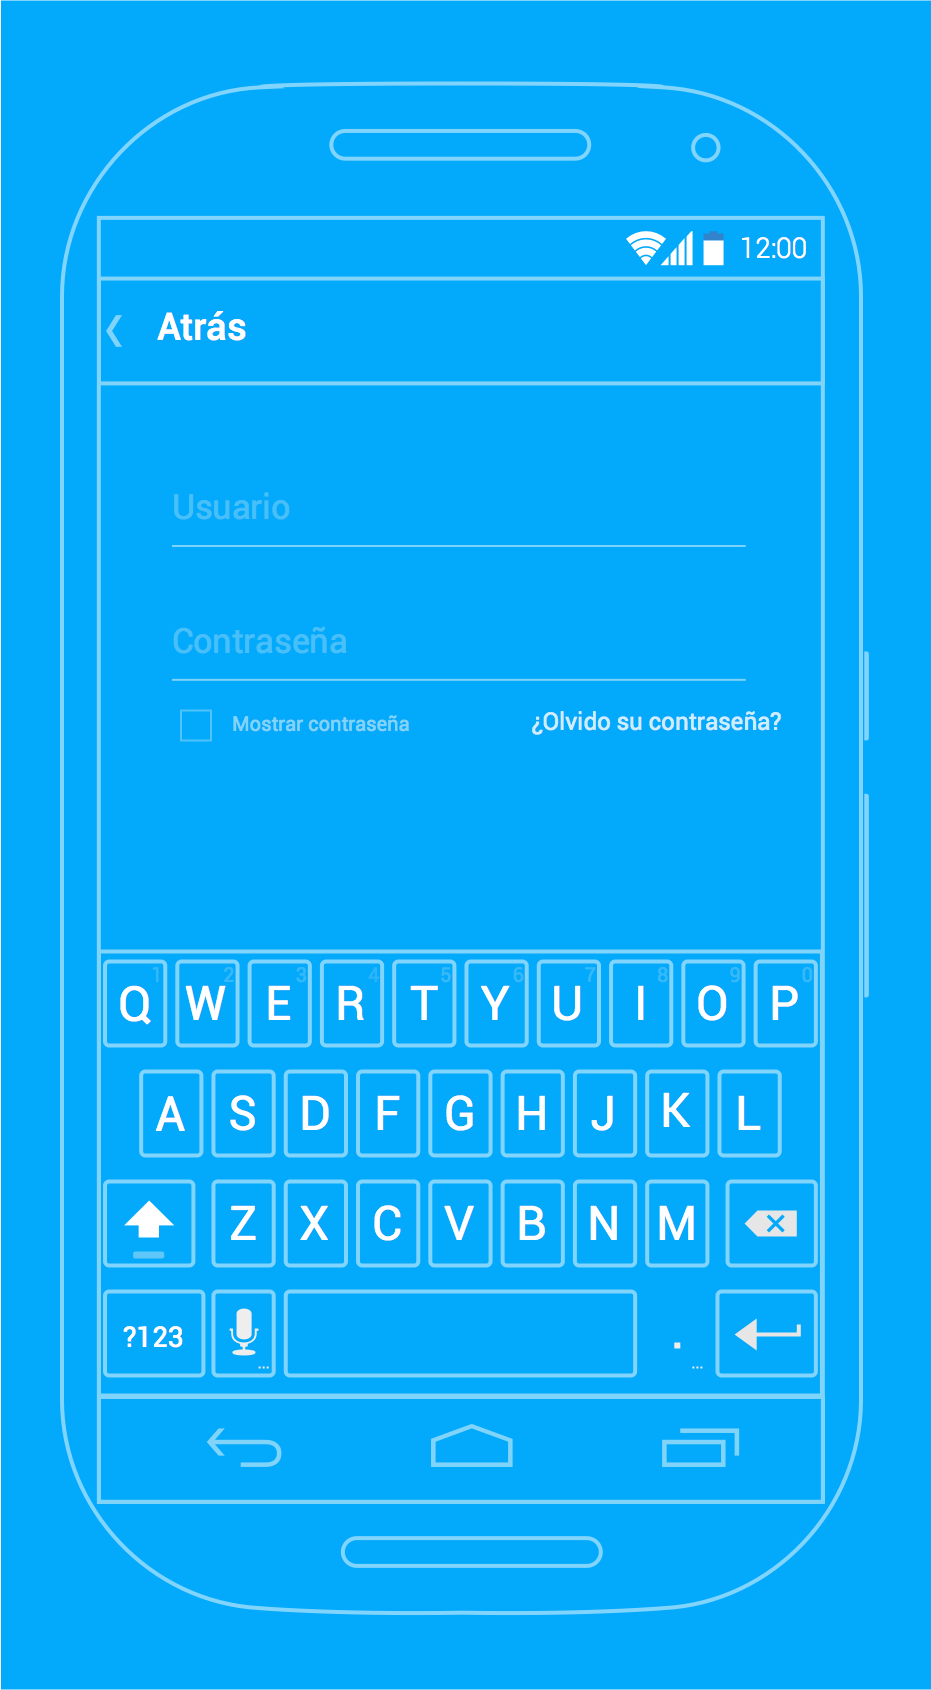 12:00
Atrás
Usuario
Contraseña
Mostrar contraseña ¿Olvido su contraseña?
1 2 3 4 5 6 7 8 9 0
Q W E R T Y U I O P
A S D F G H J K L
Z X C V B N M
?123 ... . ...